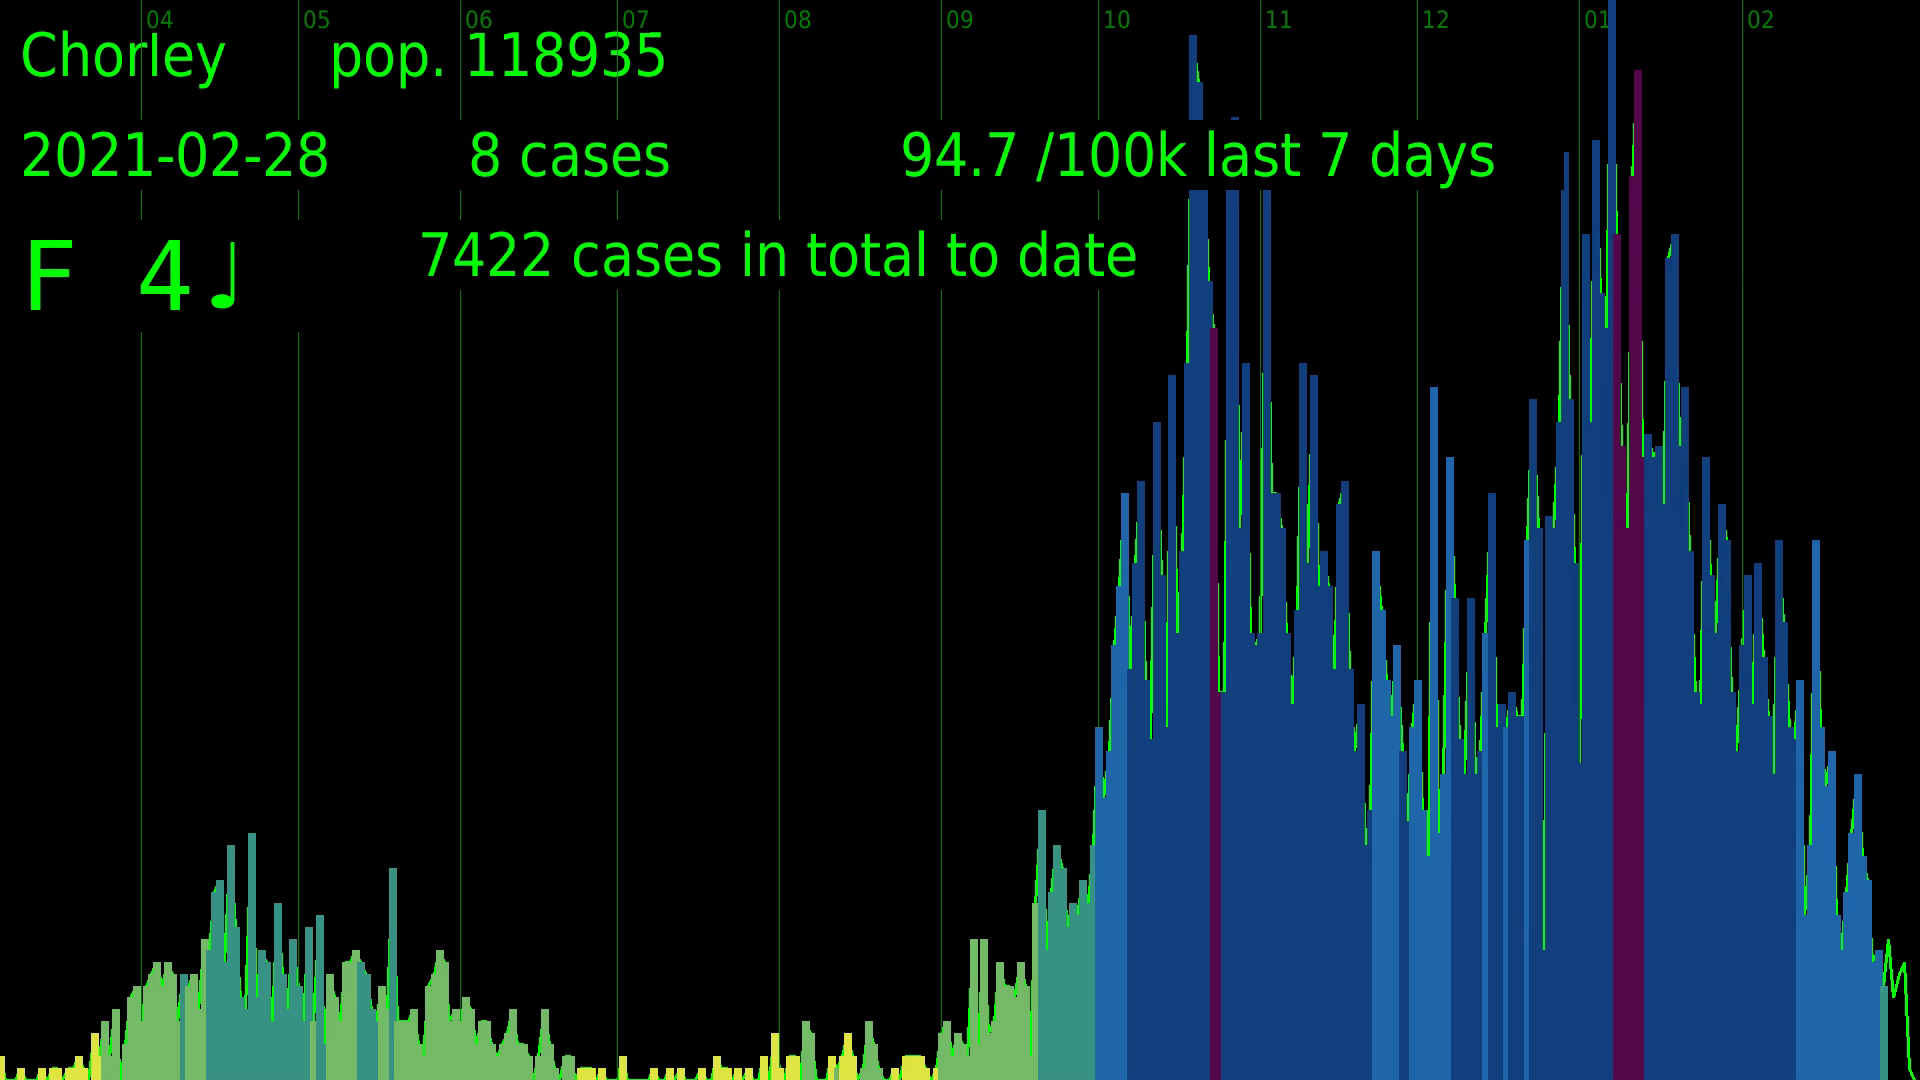 04 05 06 07 08 09 10 11 12 01 02
Chorley pop. 118935
2021-02-28 8 cases 94.7 /100k last 7 days
F 4♩ 7422 cases in total to date